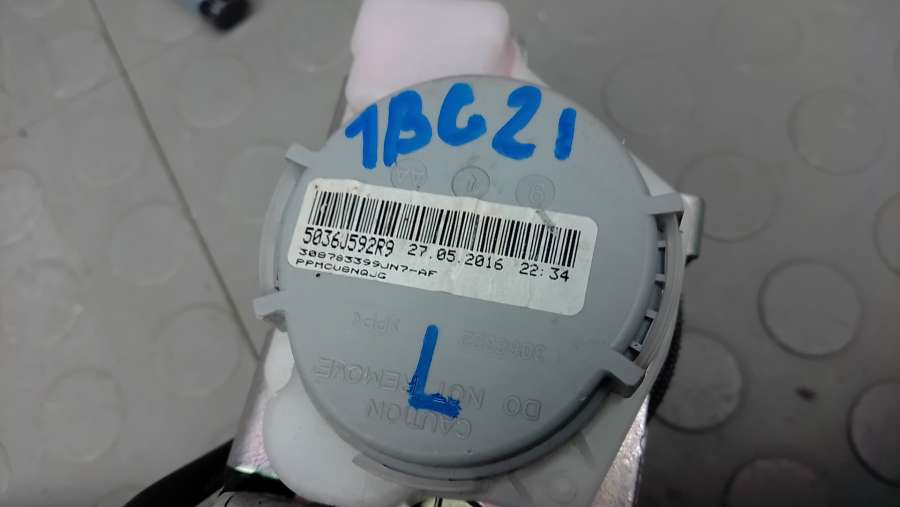 1BG21
5036J592R9 27.05.2016 22:34
308783399JN7-AF
PPMCU8NQJG
L
DO NOT REMOVE
CAUTION